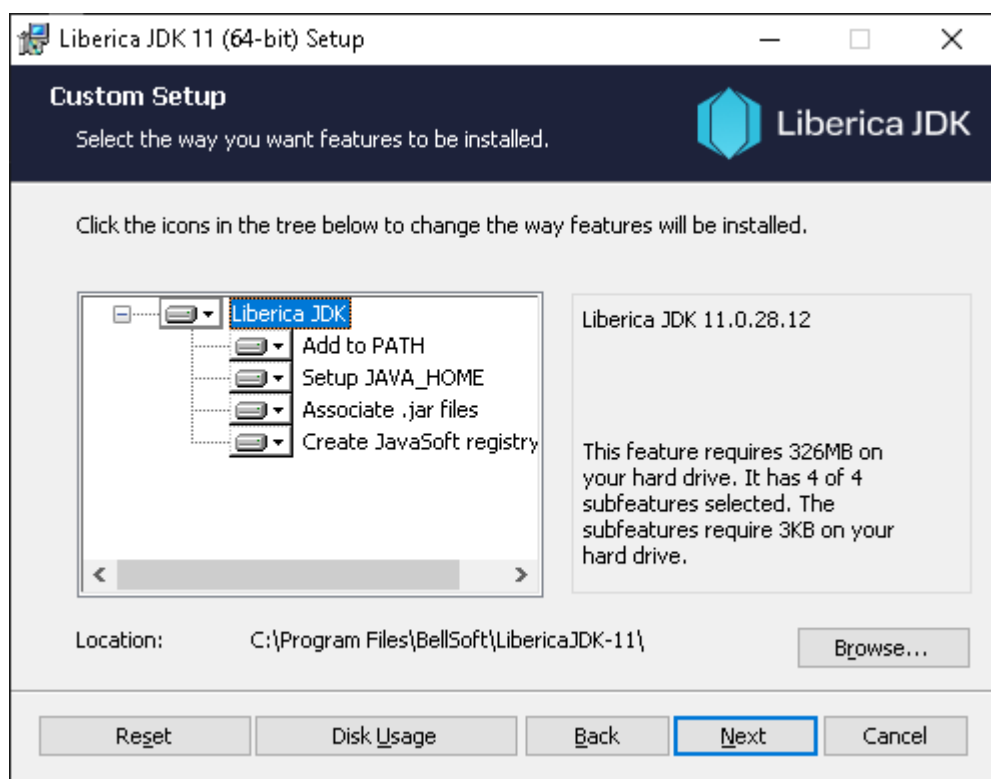 Liberica JDK 11 (64-bit) Setup
Custom Setup
Select the way you want features to be installed.
Liberica JDK
Click the icons in the tree below to change the way features will be installed.
Liberica JDK
Add to PATH
Setup JAVA_HOME
Associate .jar files
Create JavaSoft registry
Liberica JDK 11.0.28.12
This feature requires 326MB on
your hard drive. It has 4 of 4
subfeatures selected. The
subfeatures require 3KB on your
hard drive.
Location: C:\Program Files\BellSoft\LibericaJDK-11\
Browse...
Reset Disk Usage Back Next Cancel